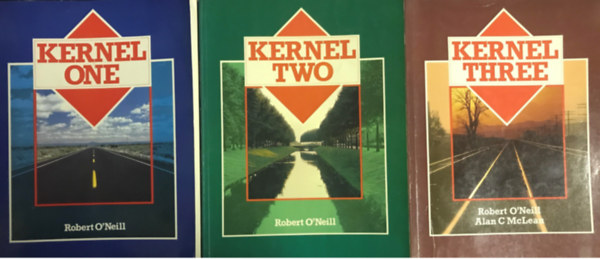 KERNEL
ONE
Robert O'Neill
KERNEL
TWO
Robert O'Neill
KERNEL
THREE
Robert O'Neill
Alan C McLean